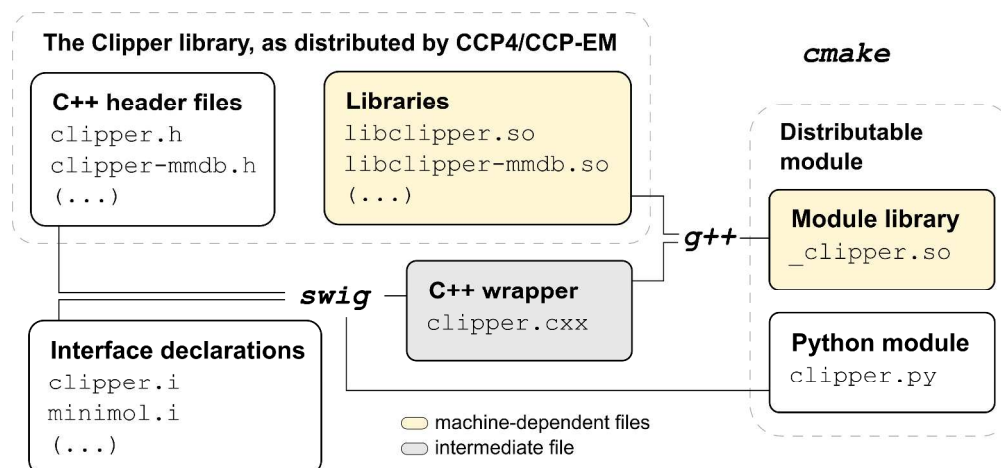 The Clipper library, as distributed by CCP4/CCP-EM
C++ header files
clipper.h
clipper-mmdb.h
(...)
Libraries
libclipper.so
libclipper-mmdb.so
(...)
cmake
Distributable
module
Module library
_clipper.so
g++
swig
C++ wrapper
clipper.cxx
Interface declarations
clipper.i
minimol.i
(...)
Python module
clipper.py
machine-dependent files
intermediate file